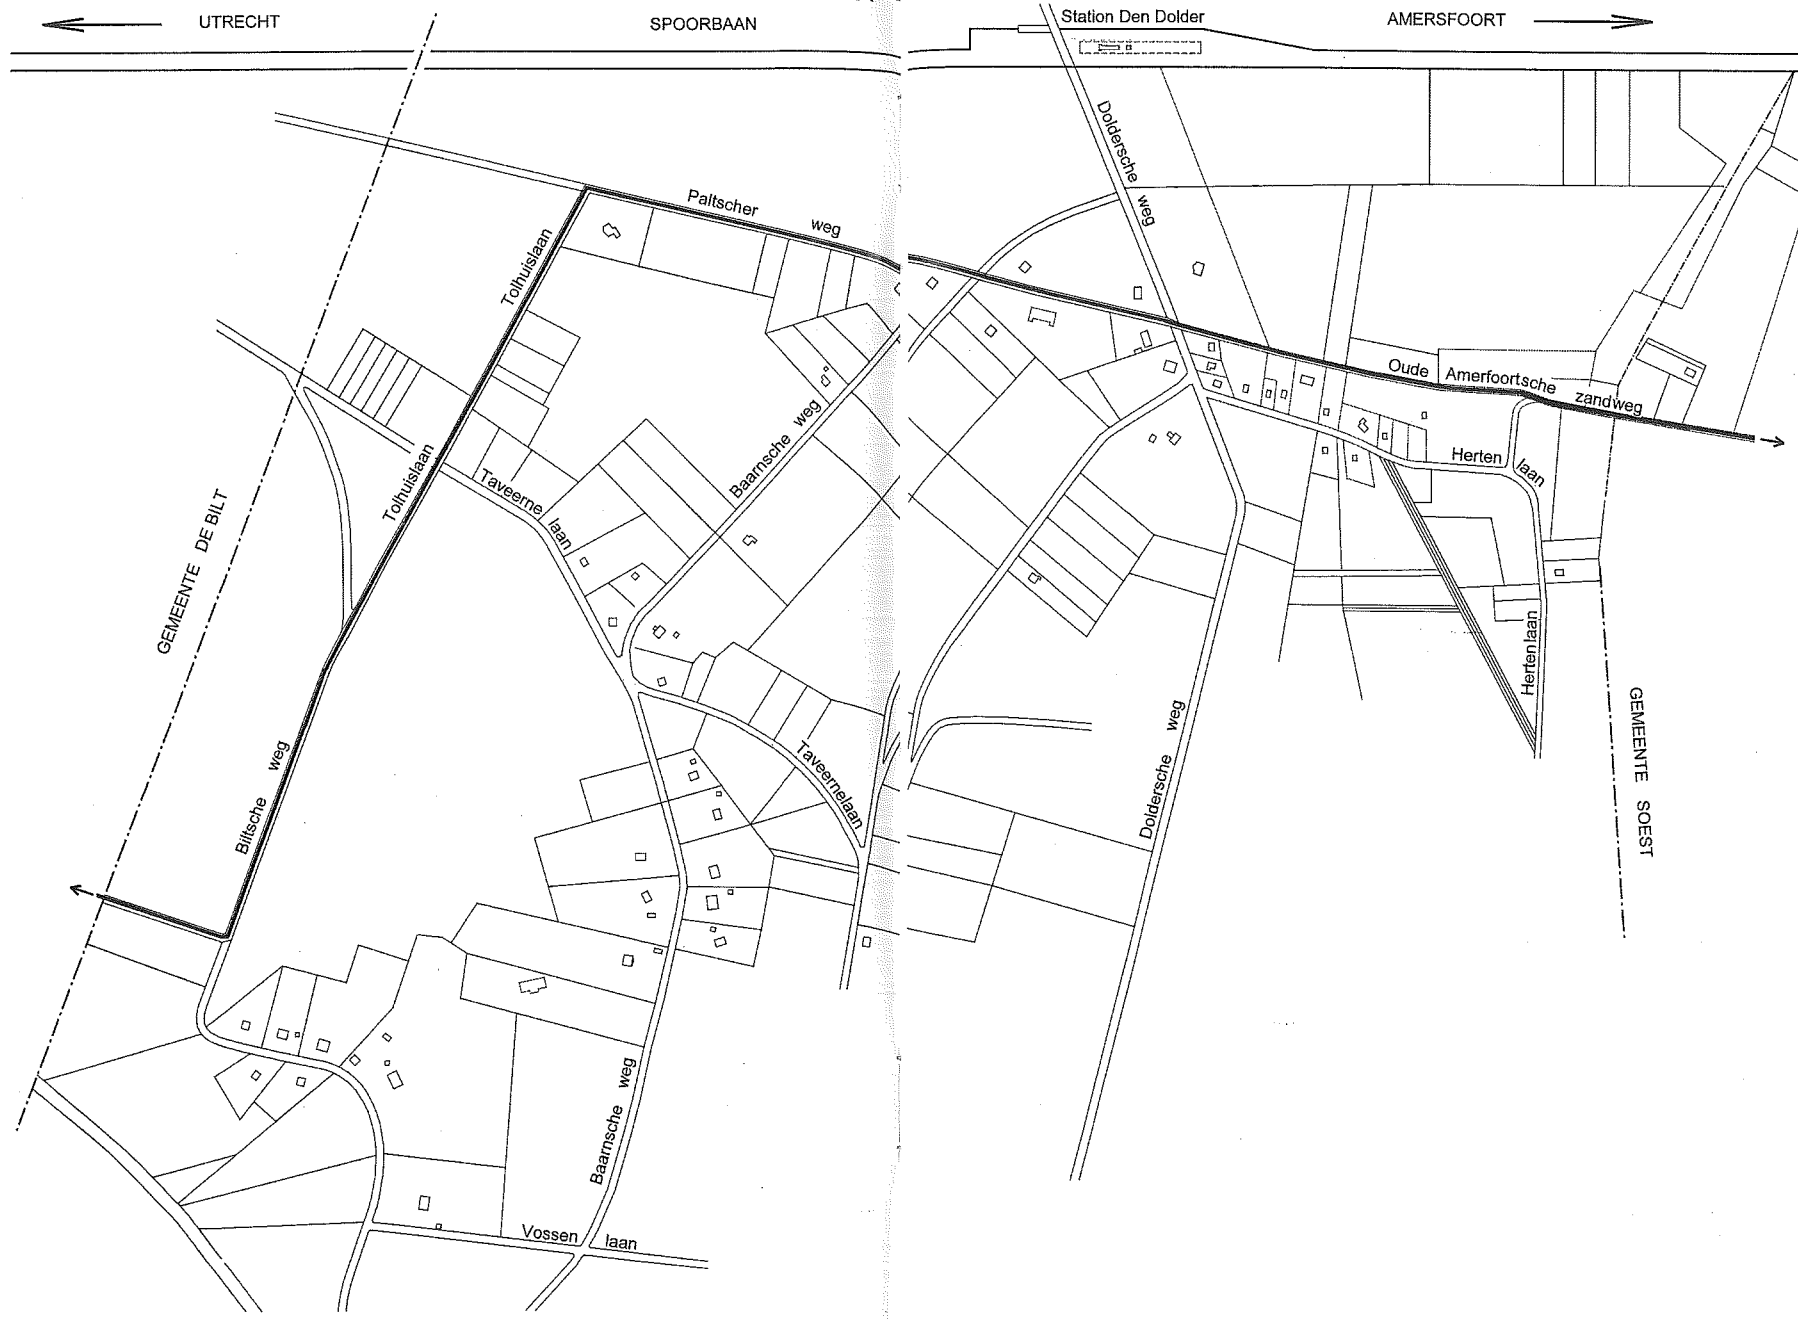 UTRECHT
SPOORBAAN
Station Den Dolder
AMERSFOORT
Doldersche weg
Paltscher weg
Tolhuislaan
Oude Amerfoortsche zandweg
Baarnsche weg
Tolhuislaan
Taveerne laan
Herten laan
GEMEENTE DE BILT
Hertenlaan
GEMEENTE SOEST
Biltsche weg
Taveernelaan
Doldersche weg
Baarnsche weg
Vossen laan